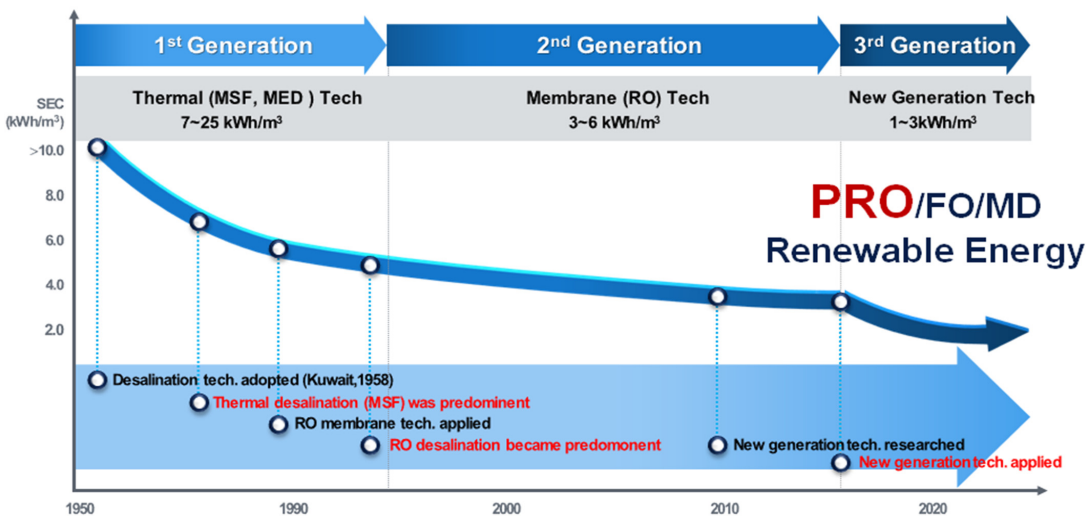 1st Generation
2nd Generation
3rd Generation
Thermal (MSF, MED ) Tech
7~25 kWh/m³
Membrane (RO) Tech
3~6 kWh/m³
New Generation Tech
1~3kWh/m³
SEC
(kWh/m³)
>10.0
8.0
6.0
4.0
2.0
PRO/FO/MD
Renewable Energy
Desalination tech. adopted (Kuwait,1958)
Thermal desalination (MSF) was predominent
RO membrane tech. applied
RO desalination became predomonent
New generation tech. researched
New generation tech. applied
1950
1990
2000
2010
2020